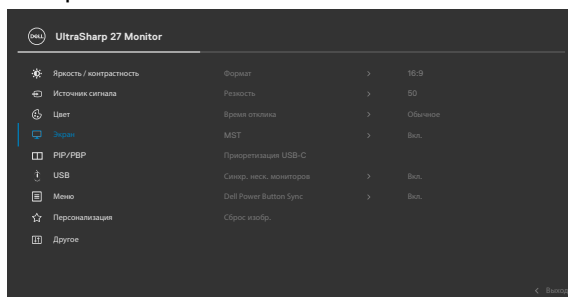 DELL UltraSharp 27 Monitor
Яркость / контрастность Формат > 16:9
Источник сигнала Резкость > 50
Цвет Время отклика > Обычное
Экран MST > Вкл.
PIP/PBP Приоретизация USB-C
USB Синхр. неск. мониторов > Вкл.
Меню Dell Power Button Sync > Вкл.
Персонализация Сброс изобр.
Другое
< Выход